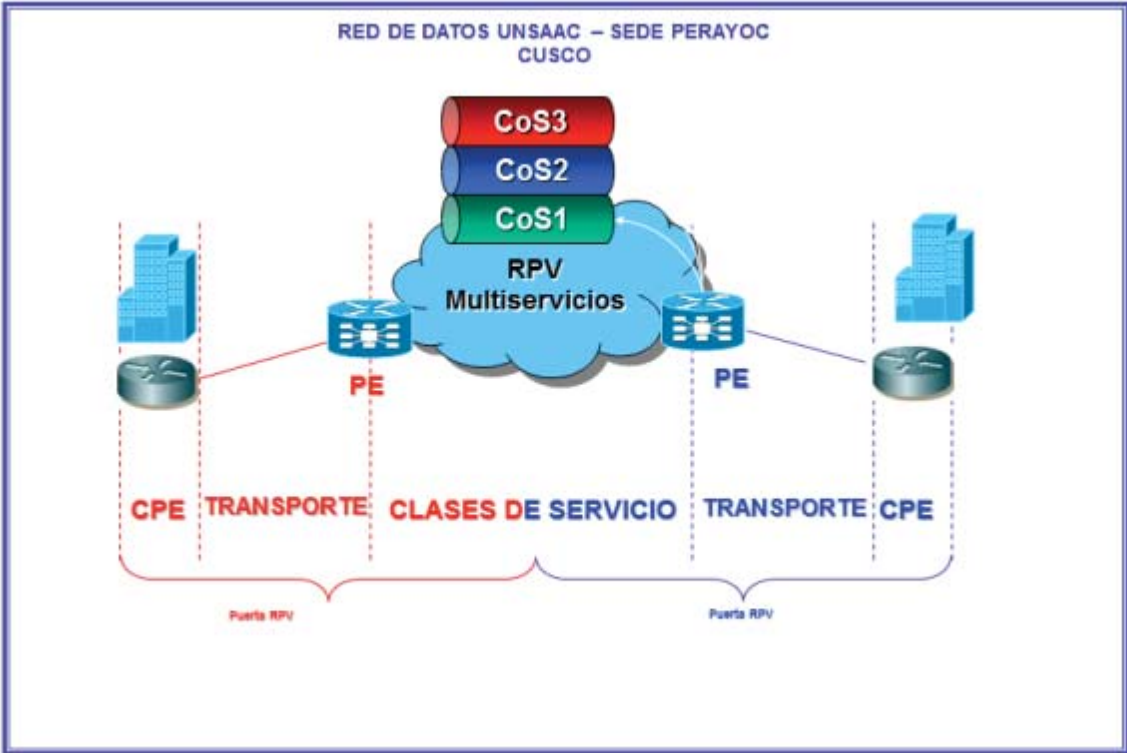 RED DE DATOS UNSAAC – SEDE PERAYOC
CUSCO
CoS3
CoS2
CoS1
RPV
Multiservicios
PE
PE
CPE
TRANSPORTE
CLASES DE SERVICIO
TRANSPORTE
CPE
Puerta RPV
Puerta RPV